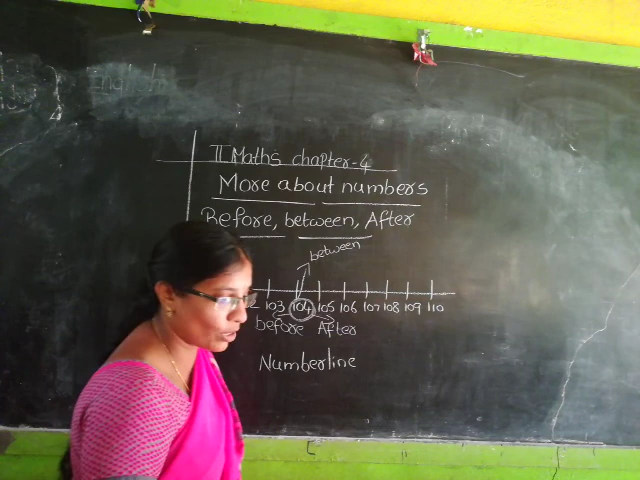 II Maths chapter-4
More about numbers
Before, between, After
between
103 104 105 106 107 108 109 110
before After
Numberline